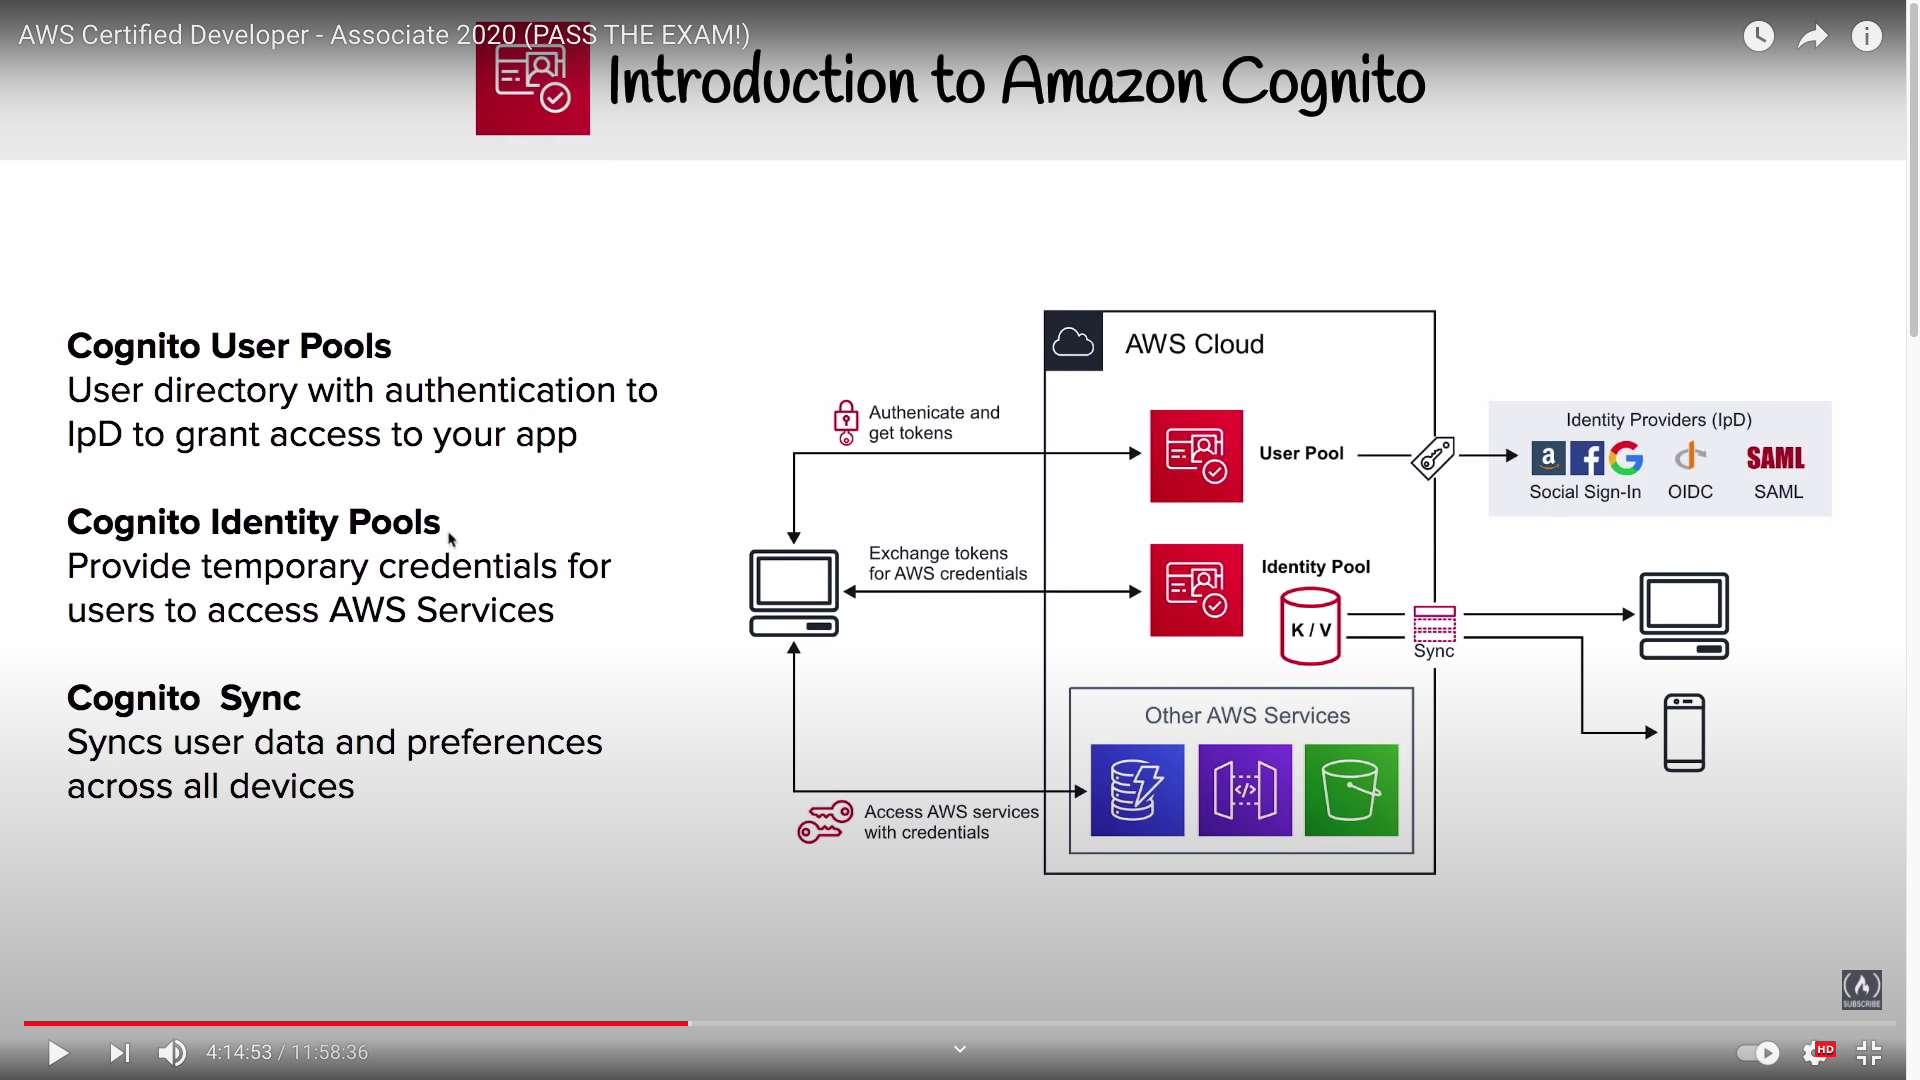 AWS Certified Developer - Associate 2020 (PASS THE EXAM!)
Introduction to Amazon Cognito
Cognito User Pools
User directory with authentication to
IpD to grant access to your app
Cognito Identity Pools
Provide temporary credentials for
users to access AWS Services
Cognito Sync
Syncs user data and preferences
across all devices
AWS Cloud
Authenicate and
get tokens
User Pool
Identity Providers (IpD)
a f G SAML
Social Sign-In OIDC SAML
Exchange tokens
for AWS credentials
Identity Pool
K / V
Sync
Other AWS Services
</>
Access AWS services
with credentials
SUBSCRIBE
4:14:53 / 11:58:36
HD